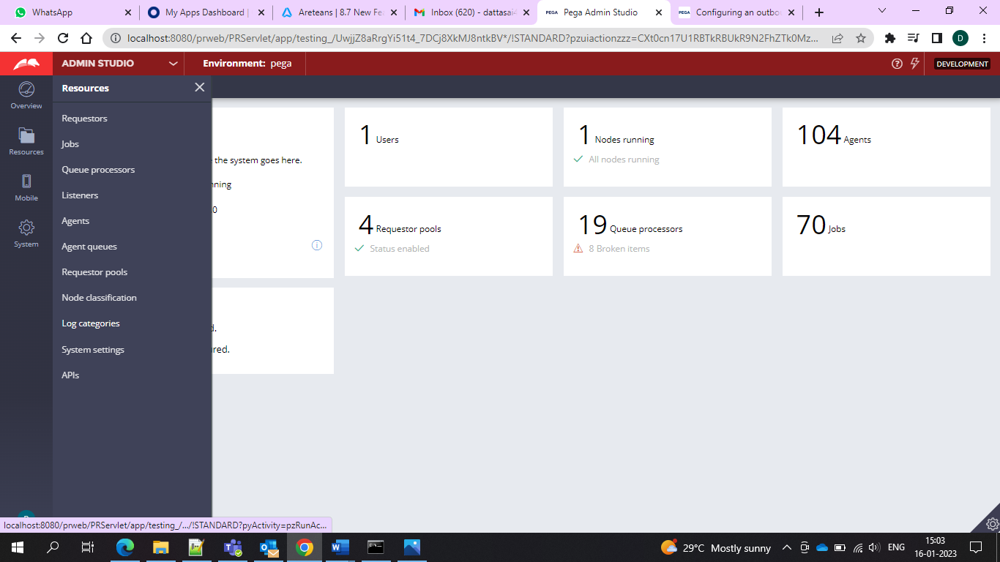 WhatsApp
My Apps Dashboard |
Areteans | 8.7 New Fea
Inbox (620) - dattasai4
PEGA Pega Admin Studio
PEGA Configuring an outbo
localhost:8080/prweb/PRServlet/app/testing_/UwjjZ8aRrgYi51t4_7DCj8XkMJ8ntkBV*/!STANDARD?pzuiactionzzz=CXt0cn17U1RBTkRBUkR9N2FhZTk0Mz...
D
ADMIN STUDIO
Environment: pega
DEVELOPMENT
Overview
Resources
Mobile
System
Resources
Requestors
Jobs
Queue processors
Listeners
Agents
Agent queues
Requestor pools
Node classification
Log categories
System settings
APIs
the system goes here.
nning
0
d.
ired.
1 Users
1 Nodes running
All nodes running
104 Agents
4 Requestor pools
Status enabled
19 Queue processors
8 Broken items
70 Jobs
localhost:8080/prweb/PRServlet/app/testing_/.../!STANDARD?pyActivity=pzRunAc...
29°C Mostly sunny
ENG
15:03
16-01-2023